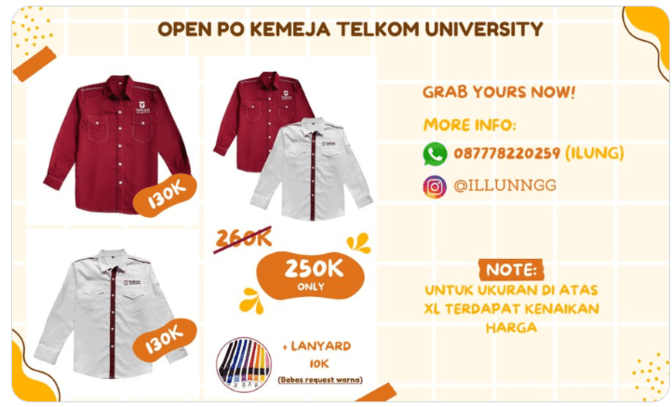 OPEN PO KEMEJA TELKOM UNIVERSITY
130K
260K
250K
ONLY
130K
+ LANYARD
10K
(Bebas request warna)
GRAB YOURS NOW!
MORE INFO:
087778220259 (ILUNG)
@ILLUNNGG
NOTE:
UNTUK UKURAN DI ATAS
XL TERDAPAT KENAIKAN
HARGA